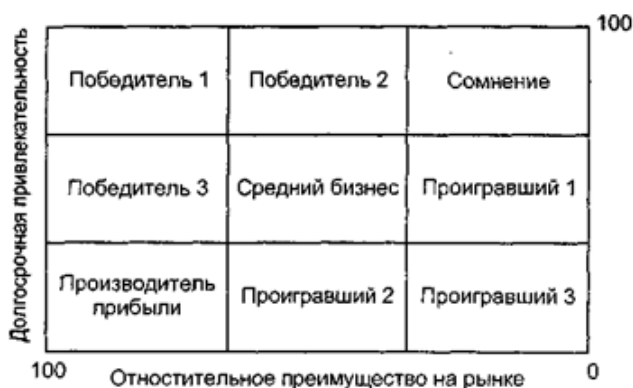 100
Долгосрочная привлекательность
Победитель 1
Победитель 2
Сомнение
Победитель 3
Средний бизнес
Проигравший 1
Производитель
прибыли
Проигравший 2
Проигравший 3
100
0
Отностительное преимущество на рынке